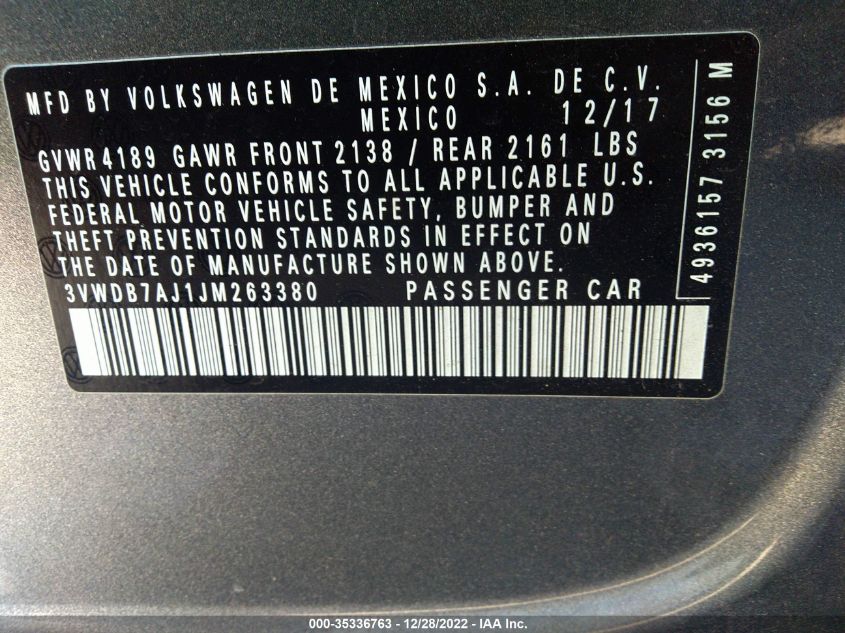 MFD BY VOLKSWAGEN DE MEXICO S.A. DE C.V.
MEXICO 12/17
GVWR 4189 GAWR FRONT 2138 / REAR 2161 LBS
THIS VEHICLE CONFORMS TO ALL APPLICABLE U.S.
FEDERAL MOTOR VEHICLE SAFETY, BUMPER AND
THEFT PREVENTION STANDARDS IN EFFECT ON
THE DATE OF MANUFACTURE SHOWN ABOVE.
3VWDB7AJ1JM263380 PASSENGER CAR
4936157 3156 M
000-35336763 - 12/28/2022 - IAA Inc.